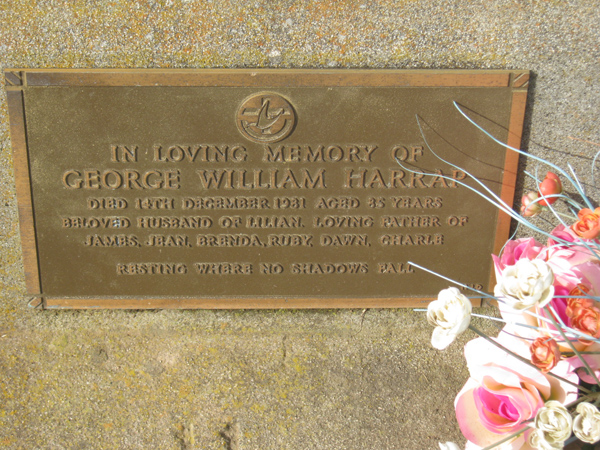 IN LOVING MEMORY OF
GEORGE WILLIAM HARRAP
DIED 14TH DECEMBER 1981 AGED 85 YEARS
BELOVED HUSBAND OF LILIAN. LOVING FATHER OF
JAMES, JEAN, BRENDA, RUBY, DAWN, CHARLE
RESTING WHERE NO SHADOWS FALL